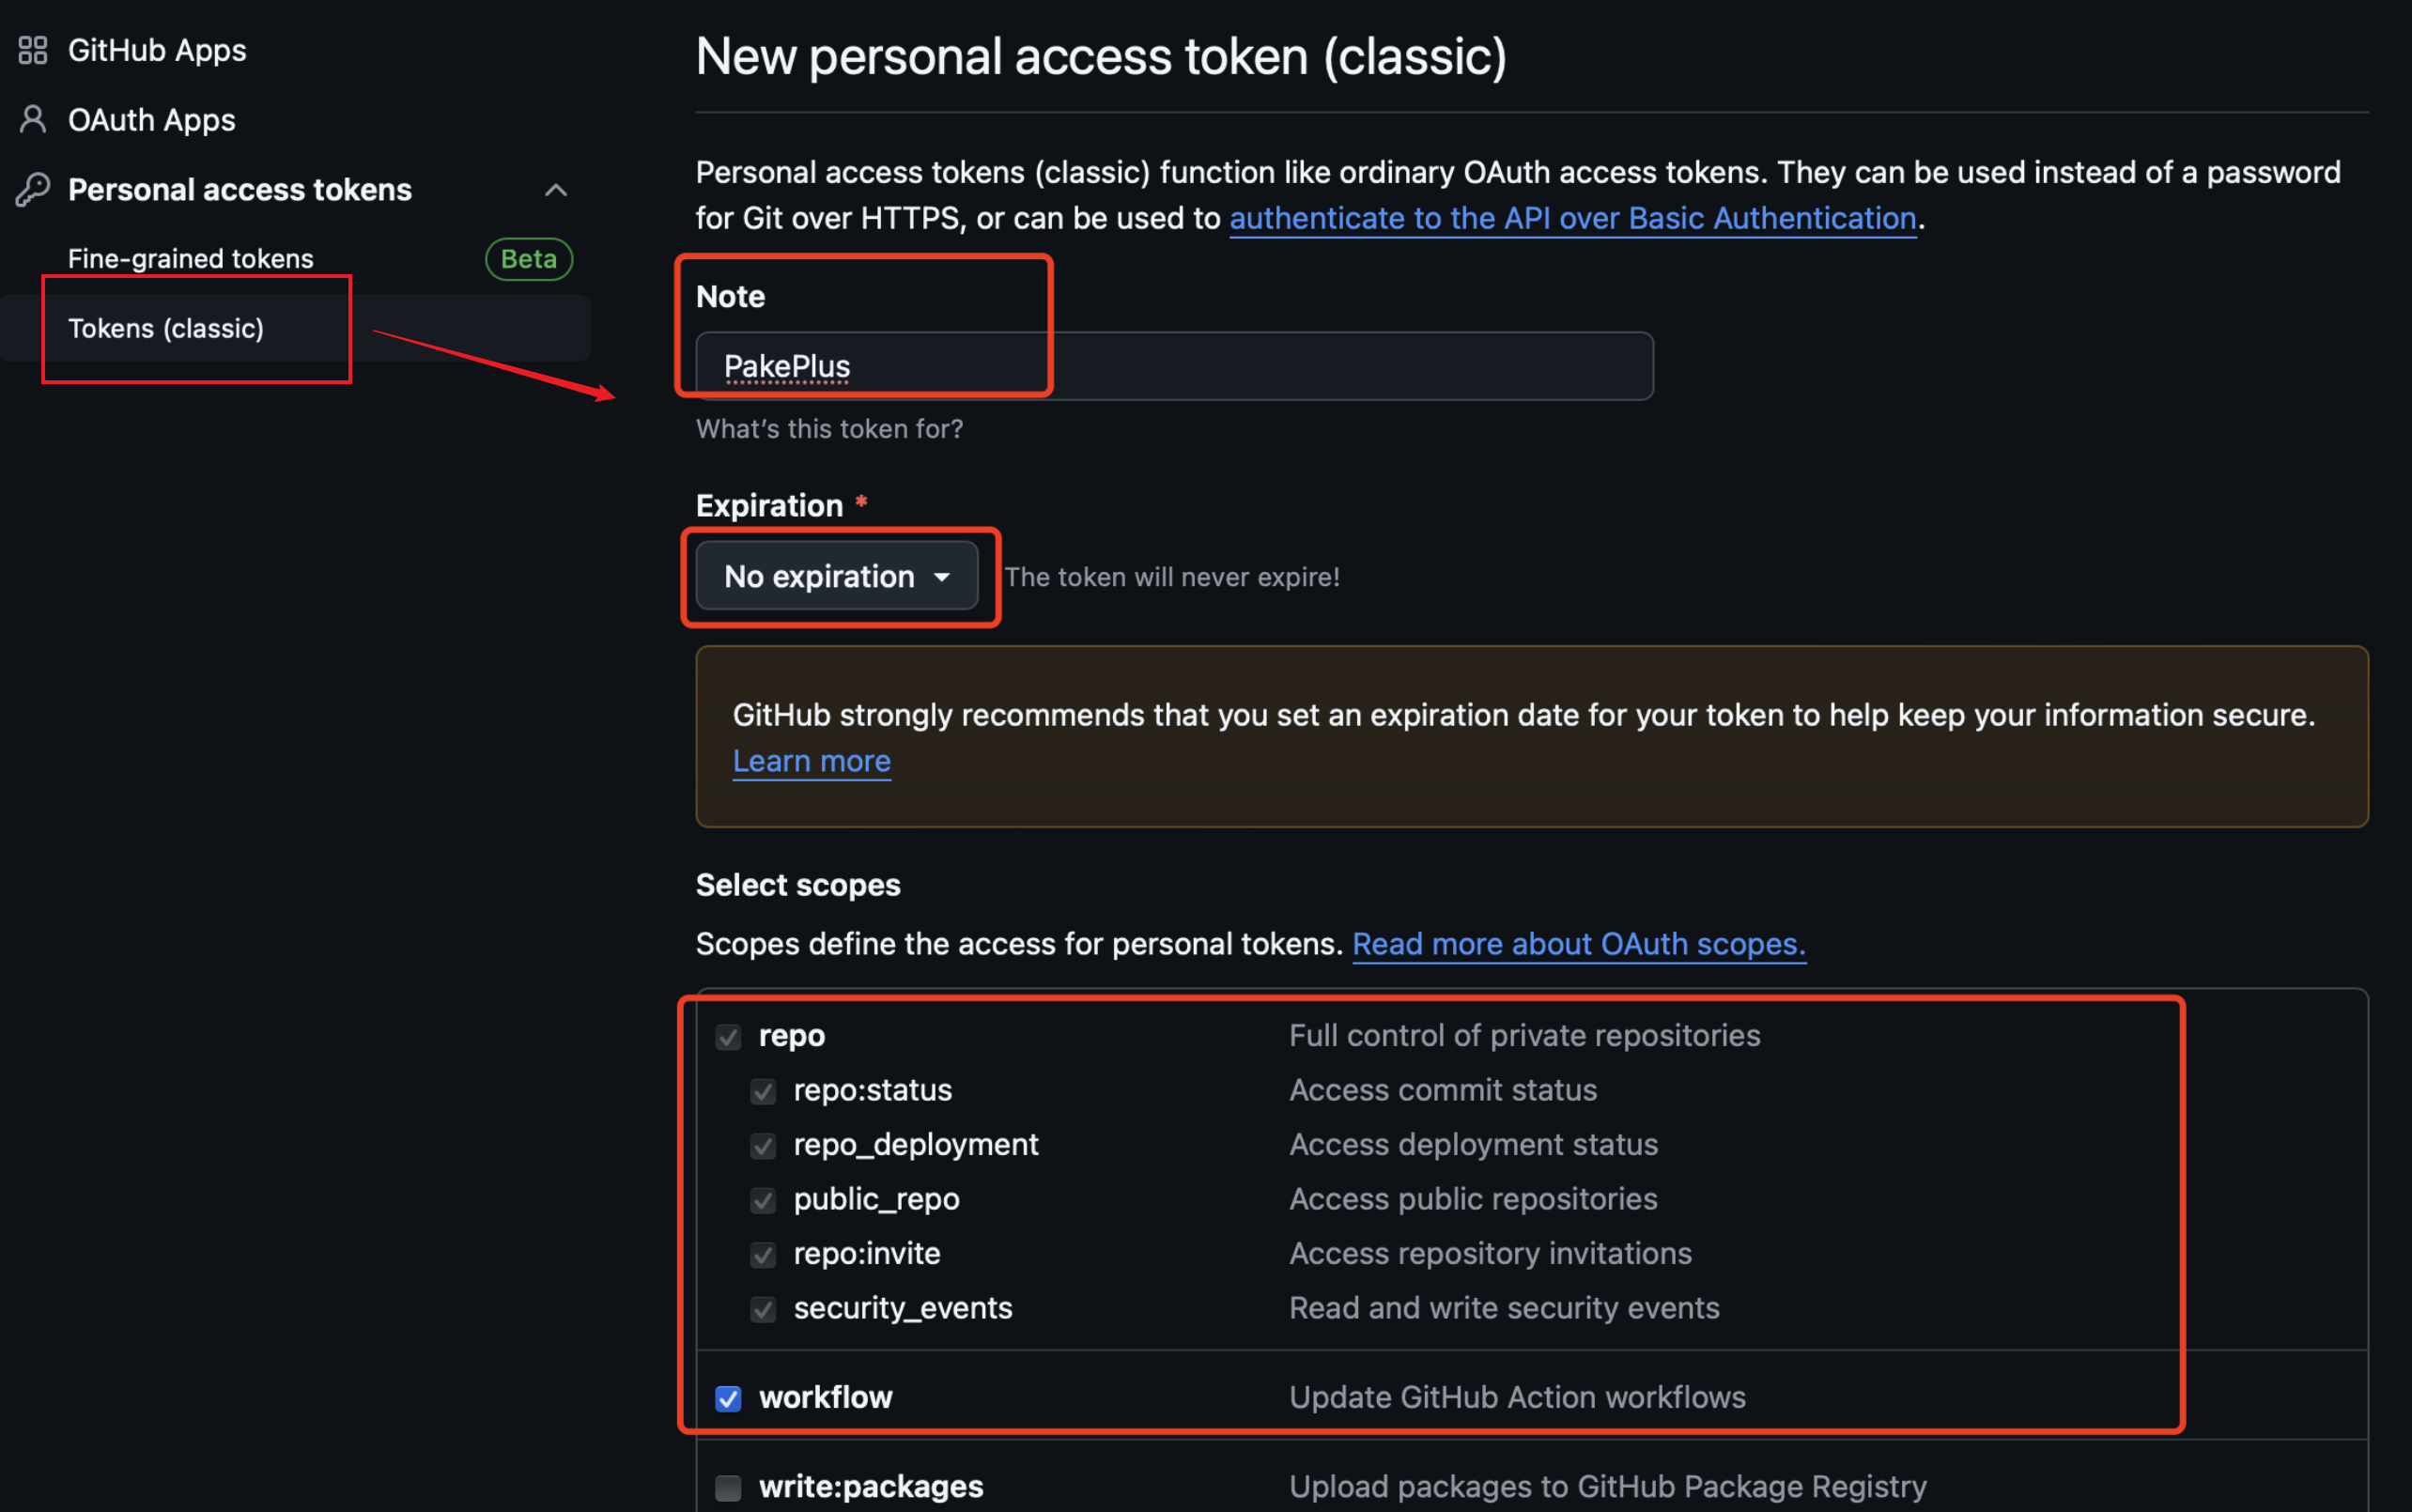 GitHub Apps
OAuth Apps
Personal access tokens
Fine-grained tokens Beta
Tokens (classic)
New personal access token (classic)
Personal access tokens (classic) function like ordinary OAuth access tokens. They can be used instead of a password
for Git over HTTPS, or can be used to authenticate to the API over Basic Authentication.
Note
PakePlus
What's this token for?
Expiration *
No expiration The token will never expire!
GitHub strongly recommends that you set an expiration date for your token to help keep your information secure.
Learn more
Select scopes
Scopes define the access for personal tokens. Read more about OAuth scopes.
repo Full control of private repositories
repo:status Access commit status
repo_deployment Access deployment status
public_repo Access public repositories
repo:invite Access repository invitations
security_events Read and write security events
workflow Update GitHub Action workflows
write:packages Upload packages to GitHub Package Registry